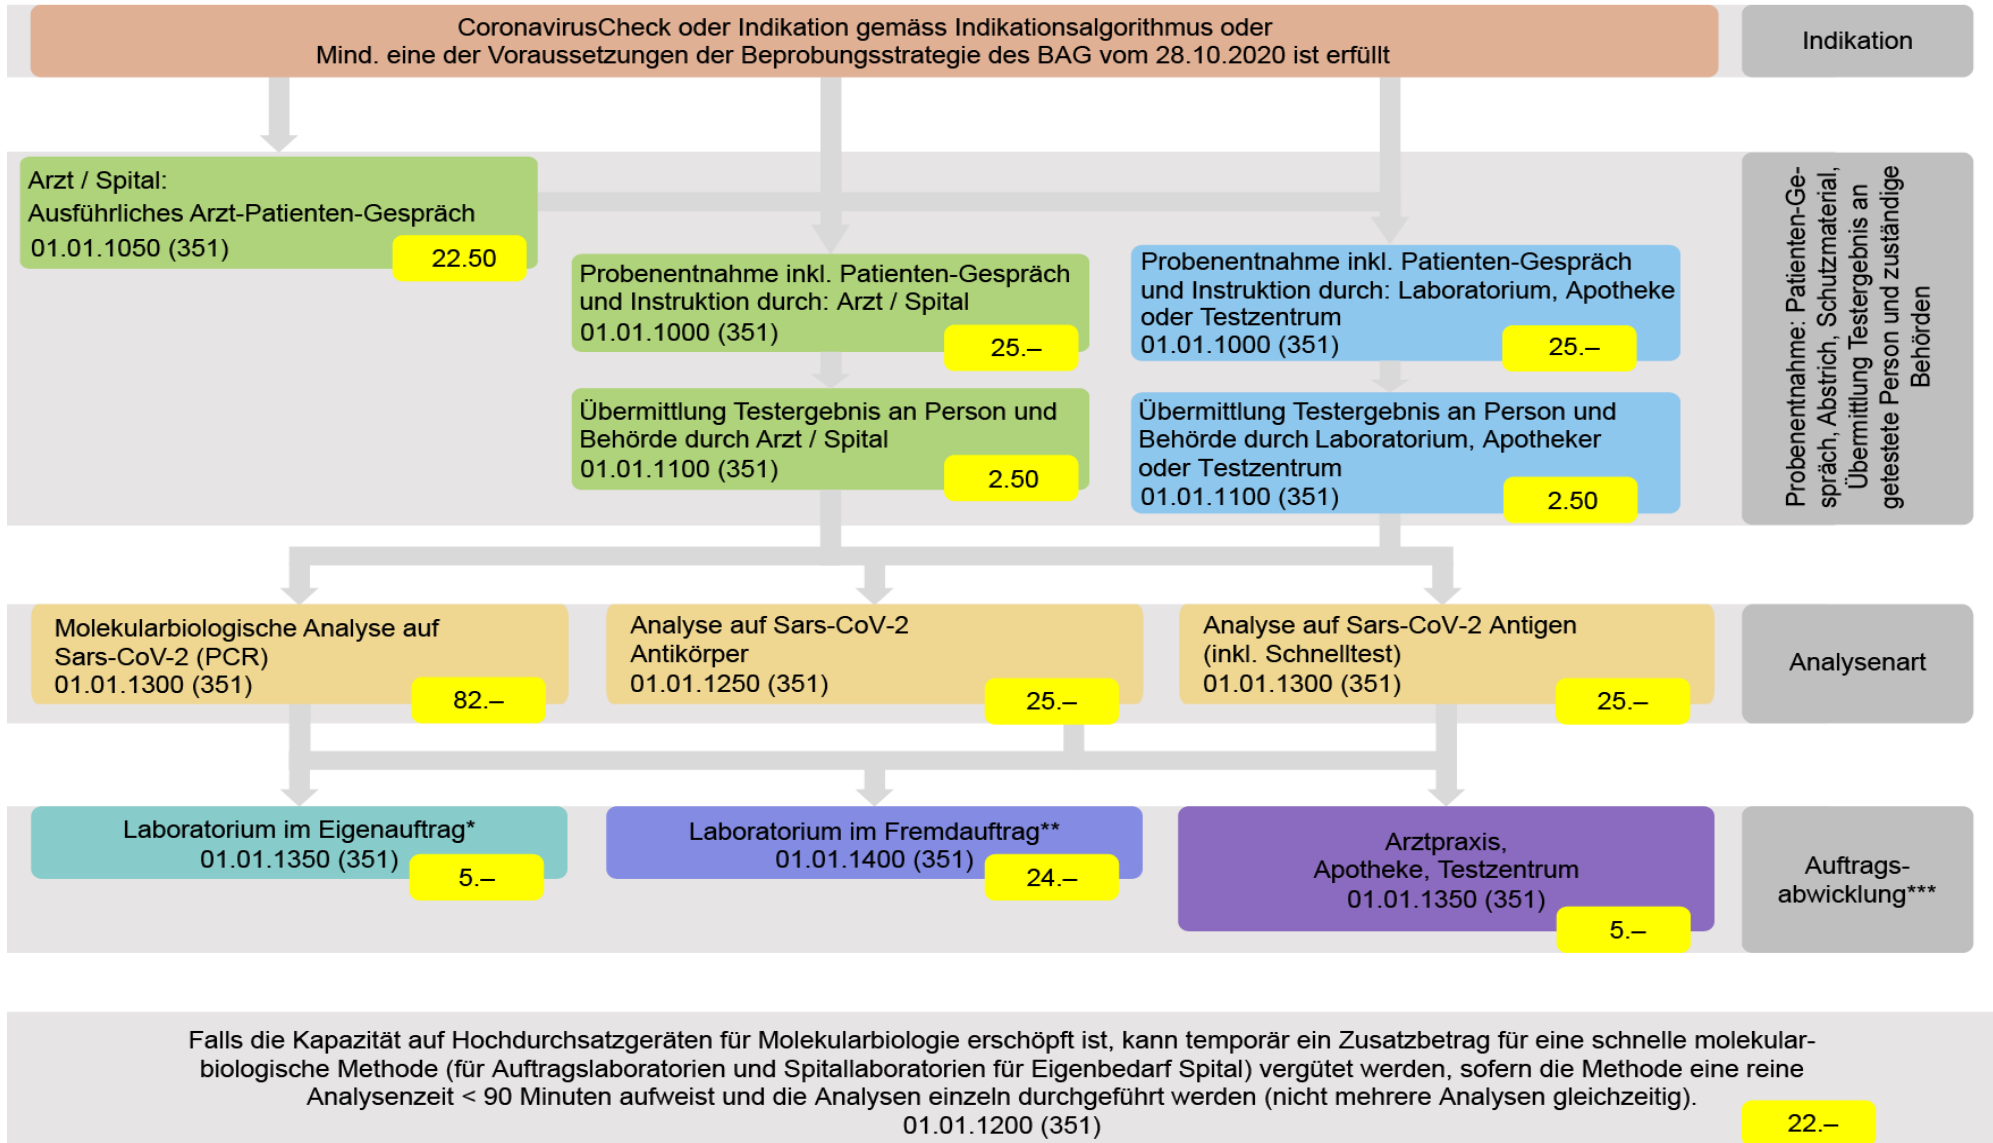 CoronavirusCheck oder Indikation gemäss Indikationsalgorithmus oder
Mind. eine der Voraussetzungen der Beprobungsstrategie des BAG vom 28.10.2020 ist erfüllt
Indikation
Arzt / Spital:
Ausführliches Arzt-Patienten-Gespräch
01.01.1050 (351)
22.50
Probenentnahme inkl. Patienten-Gespräch
und Instruktion durch: Arzt / Spital
01.01.1000 (351)
25.–
Probenentnahme inkl. Patienten-Gespräch
und Instruktion durch: Laboratorium, Apotheke
oder Testzentrum
01.01.1000 (351)
25.–
Übermittlung Testergebnis an Person und
Behörde durch Arzt / Spital
01.01.1100 (351)
2.50
Übermittlung Testergebnis an Person und
Behörde durch Laboratorium, Apotheker
oder Testzentrum
01.01.1100 (351)
2.50
Probenentnahme: Patienten-Ge-
spräch, Abstrich, Schutzmaterial,
Übermittlung Testergebnis an
getestete Person und zuständige
Behörden
Molekularbiologische Analyse auf
Sars-CoV-2 (PCR)
01.01.1300 (351)
82.–
Analyse auf Sars-CoV-2
Antikörper
01.01.1250 (351)
25.–
Analyse auf Sars-CoV-2 Antigen
(inkl. Schnelltest)
01.01.1300 (351)
25.–
Analysenart
Laboratorium im Eigenauftrag*
01.01.1350 (351)
5.–
Laboratorium im Fremdauftrag**
01.01.1400 (351)
24.–
Arztpraxis,
Apotheke, Testzentrum
01.01.1350 (351)
5.–
Auftrags-
abwicklung***
Falls die Kapazität auf Hochdurchsatzgeräten für Molekularbiologie erschöpft ist, kann temporär ein Zusatzbetrag für eine schnelle molekular-
biologische Methode (für Auftragslaboratorien und Spitallaboratorien für Eigenbedarf Spital) vergütet werden, sofern die Methode eine reine
Analysenzeit < 90 Minuten aufweist und die Analysen einzeln durchgeführt werden (nicht mehrere Analysen gleichzeitig).
01.01.1200 (351)
22.–